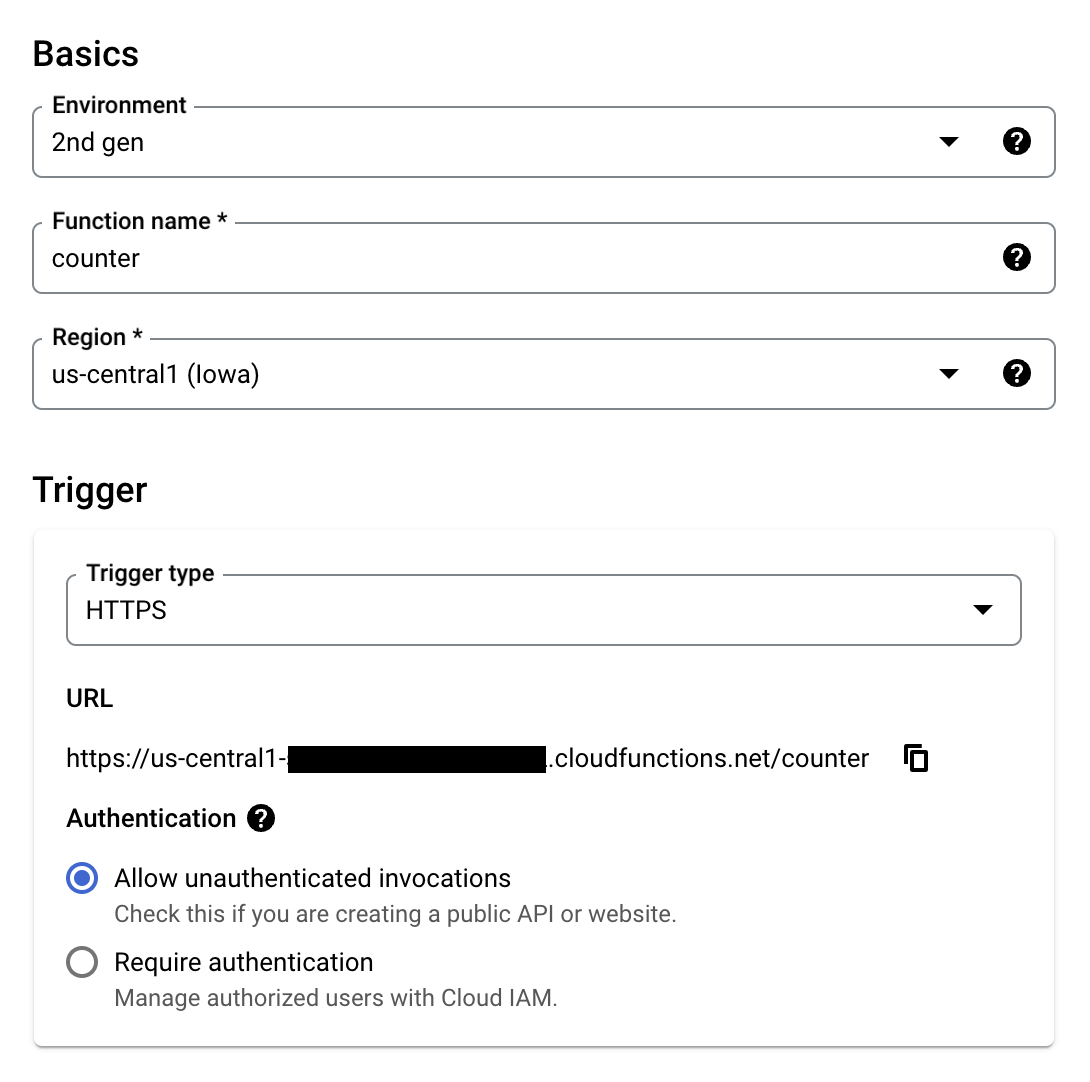 Basics
Environment
2nd gen
Function name *
counter
Region *
us-central1 (Iowa)
Trigger
Trigger type
HTTPS
URL
https://us-central1- .cloudfunctions.net/counter
Authentication
Allow unauthenticated invocations
Check this if you are creating a public API or website.
Require authentication
Manage authorized users with Cloud IAM.